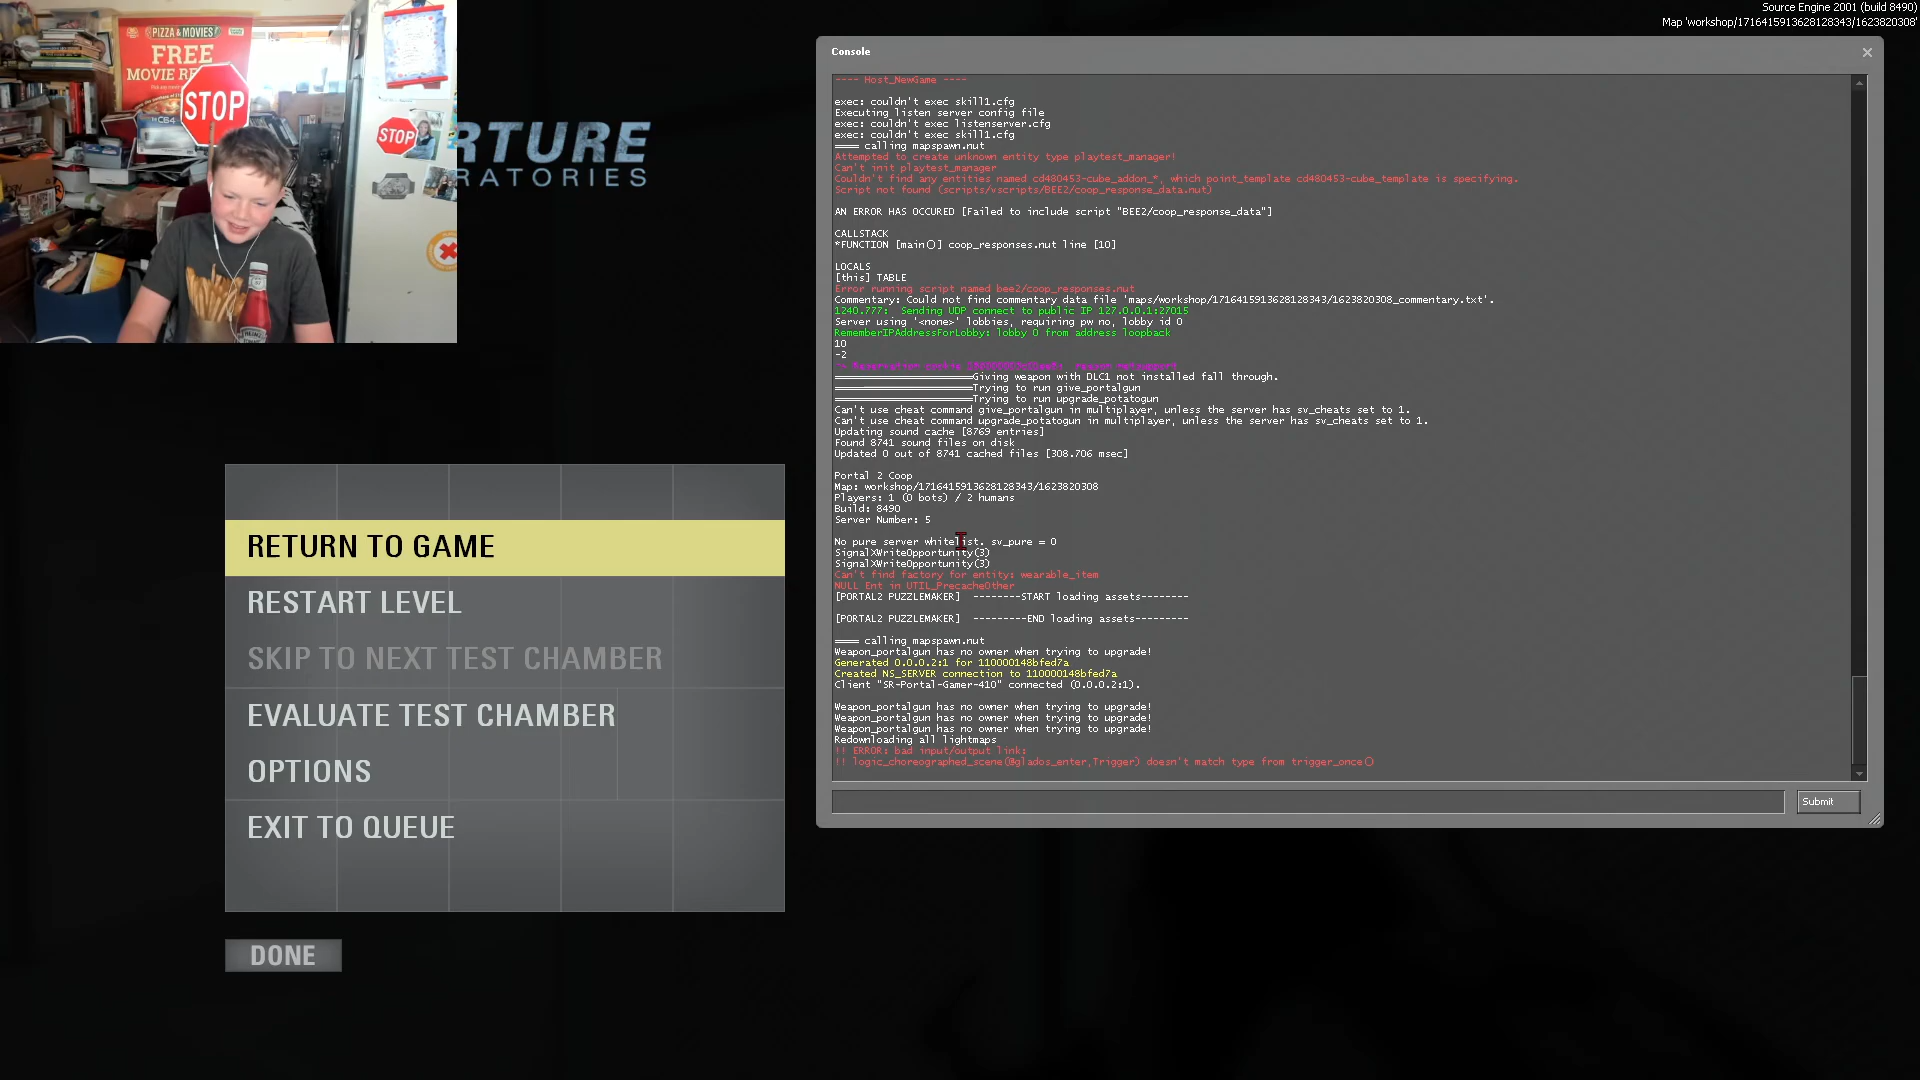 Source Engine 2001 (build 8490)
Map 'workshop/1716415913628128343/1623820308'
PIZZA & MOVIES
FREE
STOP
STOP
C64
RTURE
RATORIES
RETURN TO GAME
RESTART LEVEL
SKIP TO NEXT TEST CHAMBER
EVALUATE TEST CHAMBER
OPTIONS
EXIT TO QUEUE
DONE
Console
---- Host_NewGame ----
exec: couldn't exec skill1.cfg
Executing listen server config file
exec: couldn't exec listenserver.cfg
exec: couldn't exec skill1.cfg
==== calling mapspawn.nut
Attempted to create unknown entity type playtest_manager!
Can't init playtest_manager
Couldn't find any entities named cd480453-cube_addon_*, which point_template cd480453-cube_template is specifying.
Script not found (scripts/vscripts/BEE2/coop_response_data.nut)
AN ERROR HAS OCCURED [Failed to include script "BEE2/coop_response_data"]
CALLSTACK
*FUNCTION [main()] coop_responses.nut line [10]
LOCALS
[this] TABLE
Error running script named bee2/coop_responses.nut
Commentary: Could not find commentary data file 'maps/workshop/1716415913628128343/1623820308_commentary.txt'.
1240.777:  Sending UDP connect to public IP 127.0.0.1:27015
Server using '<none>' lobbies, requiring pw no, lobby id 0
RememberIPAddressForLobby: lobby 0 from address loopback
10
-2
=======================Giving weapon with DLC1 not installed fall through.
=======================Trying to run give_portalgun
=======================Trying to run upgrade_potatogun
Can't use cheat command give_portalgun in multiplayer, unless the server has sv_cheats set to 1.
Can't use cheat command upgrade_potatogun in multiplayer, unless the server has sv_cheats set to 1.
Updating sound cache [8769 entries]
Found 8741 sound files on disk
Updated 0 out of 8741 cached files [308.706 msec]
Portal 2 Coop
Map: workshop/1716415913628128343/1623820308
Players: 1 (0 bots) / 2 humans
Build: 8490
Server Number: 5
No pure server whitelist. sv_pure = 0
SignalXWriteOpportunity(3)
SignalXWriteOpportunity(3)
Can't find factory for entity: wearable_item
NULL Ent in UTIL_PrecacheOther
[PORTAL2 PUZZLEMAKER]  --------START loading assets--------
[PORTAL2 PUZZLEMAKER]  ---------END loading assets---------
==== calling mapspawn.nut
Weapon_portalgun has no owner when trying to upgrade!
Generated 0.0.0.2:1 for 110000148bfed7a
Created NS_SERVER connection to 110000148bfed7a
Client "SR-Portal-Gamer-410" connected (0.0.0.2:1).
Weapon_portalgun has no owner when trying to upgrade!
Weapon_portalgun has no owner when trying to upgrade!
Weapon_portalgun has no owner when trying to upgrade!
Redownloading all lightmaps
!! ERROR: bad input/output link:
!! logic_choreographed_scene(@glados_enter,Trigger) doesn't match type from trigger_once()
Submit